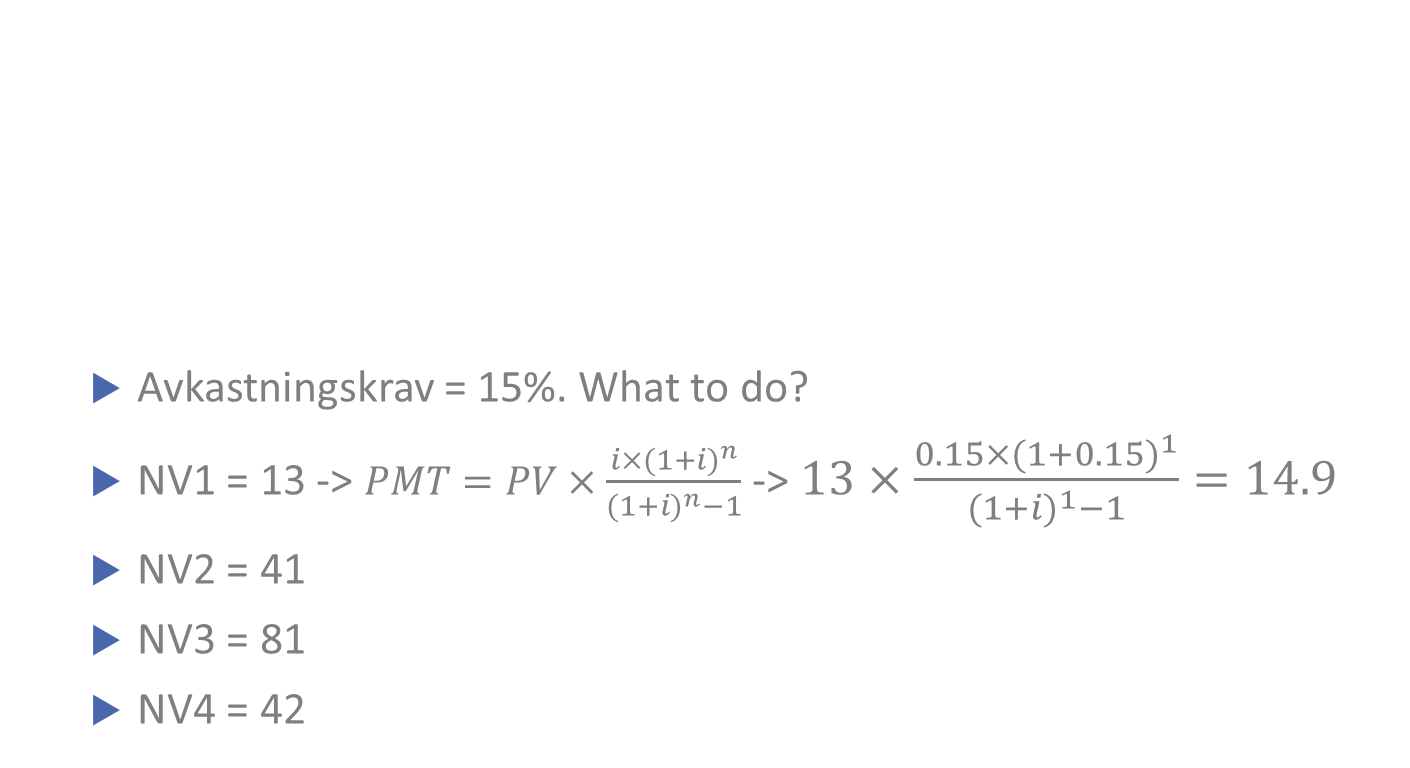 Avkastningskrav = 15%. What to do?
NV1 = 13 -> 𝑃𝑀𝑇 = 𝑃𝑉 × (i×(1+i)^n)/((1+i)^n−1) -> 13 × (0.15×(1+0.15)^1)/((1+i)^1−1) = 14.9
NV2 = 41
NV3 = 81
NV4 = 42